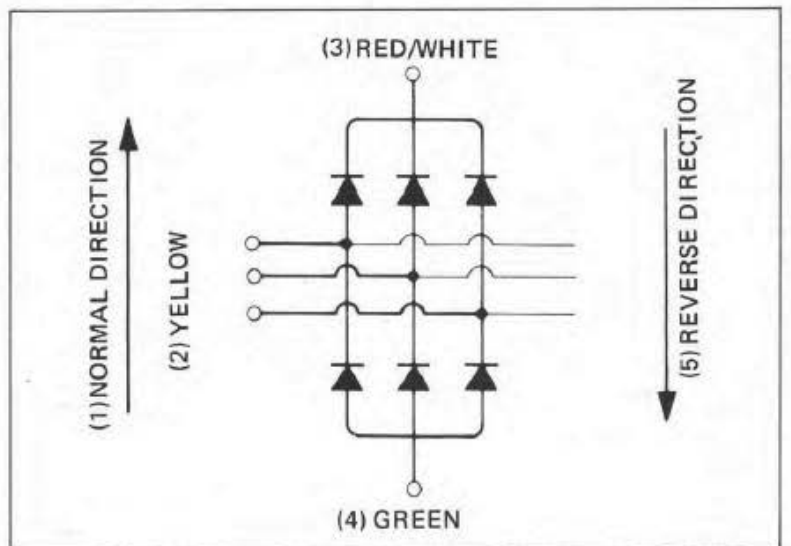 (3) RED/WHITE
(1) NORMAL DIRECTION
(2) YELLOW
(5) REVERSE DIRECTION
(4) GREEN